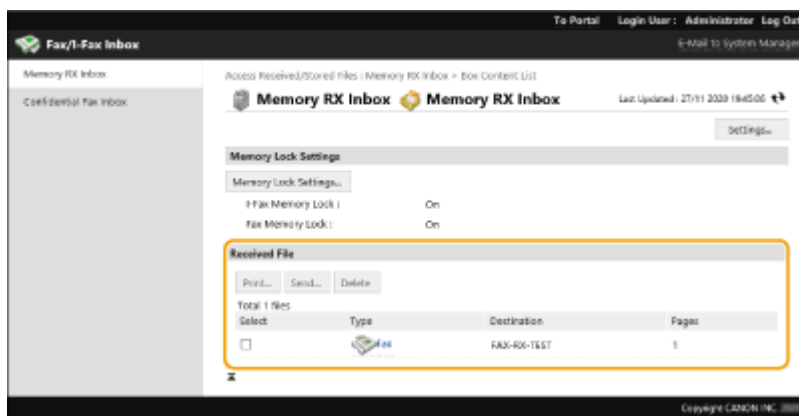 To Portal Login User : Administrator Log Out
Fax/I-Fax Inbox
E-Mail to System Manager
Memory RX Inbox
Confidential Fax Inbox
Access Received/Stored Files : Memory RX Inbox > Box Content List
Memory RX Inbox Memory RX Inbox
Last Updated : 27/11 2020 19:45:06
Settings...
Memory Lock Settings
Memory Lock Settings...
I-Fax Memory Lock : On
Fax Memory Lock : On
Received File
Print... Send... Delete
Total 1 files
Select Type Destination Pages
Fax FAX-RX-TEST 1
Copyright CANON INC.